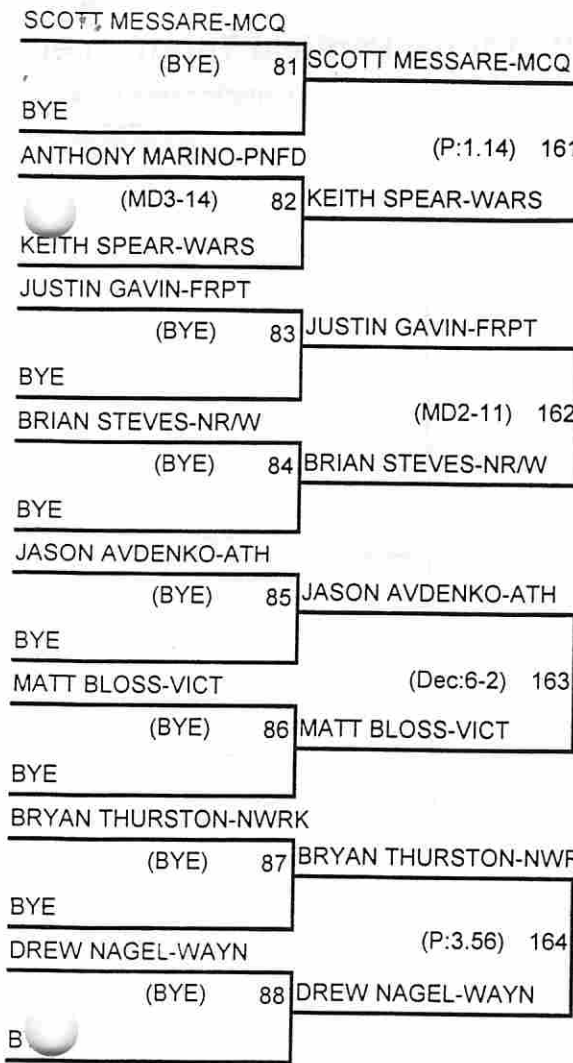 SCOTT MESSARE-MCQ
(BYE) 81 SCOTT MESSARE-MCQ
BYE
ANTHONY MARINO-PNFD (P:1.14) 161
(MD3-14) 82 KEITH SPEAR-WARS
KEITH SPEAR-WARS
JUSTIN GAVIN-FRPT
(BYE) 83 JUSTIN GAVIN-FRPT
BYE
BRIAN STEVES-NR/W (MD2-11) 162
(BYE) 84 BRIAN STEVES-NR/W
BYE
JASON AVDENKO-ATH
(BYE) 85 JASON AVDENKO-ATH
BYE
MATT BLOSS-VICT (Dec:6-2) 163
(BYE) 86 MATT BLOSS-VICT
BYE
BRYAN THURSTON-NWRK
(BYE) 87 BRYAN THURSTON-NWR
BYE
DREW NAGEL-WAYN (P:3.56) 164
(BYE) 88 DREW NAGEL-WAYN